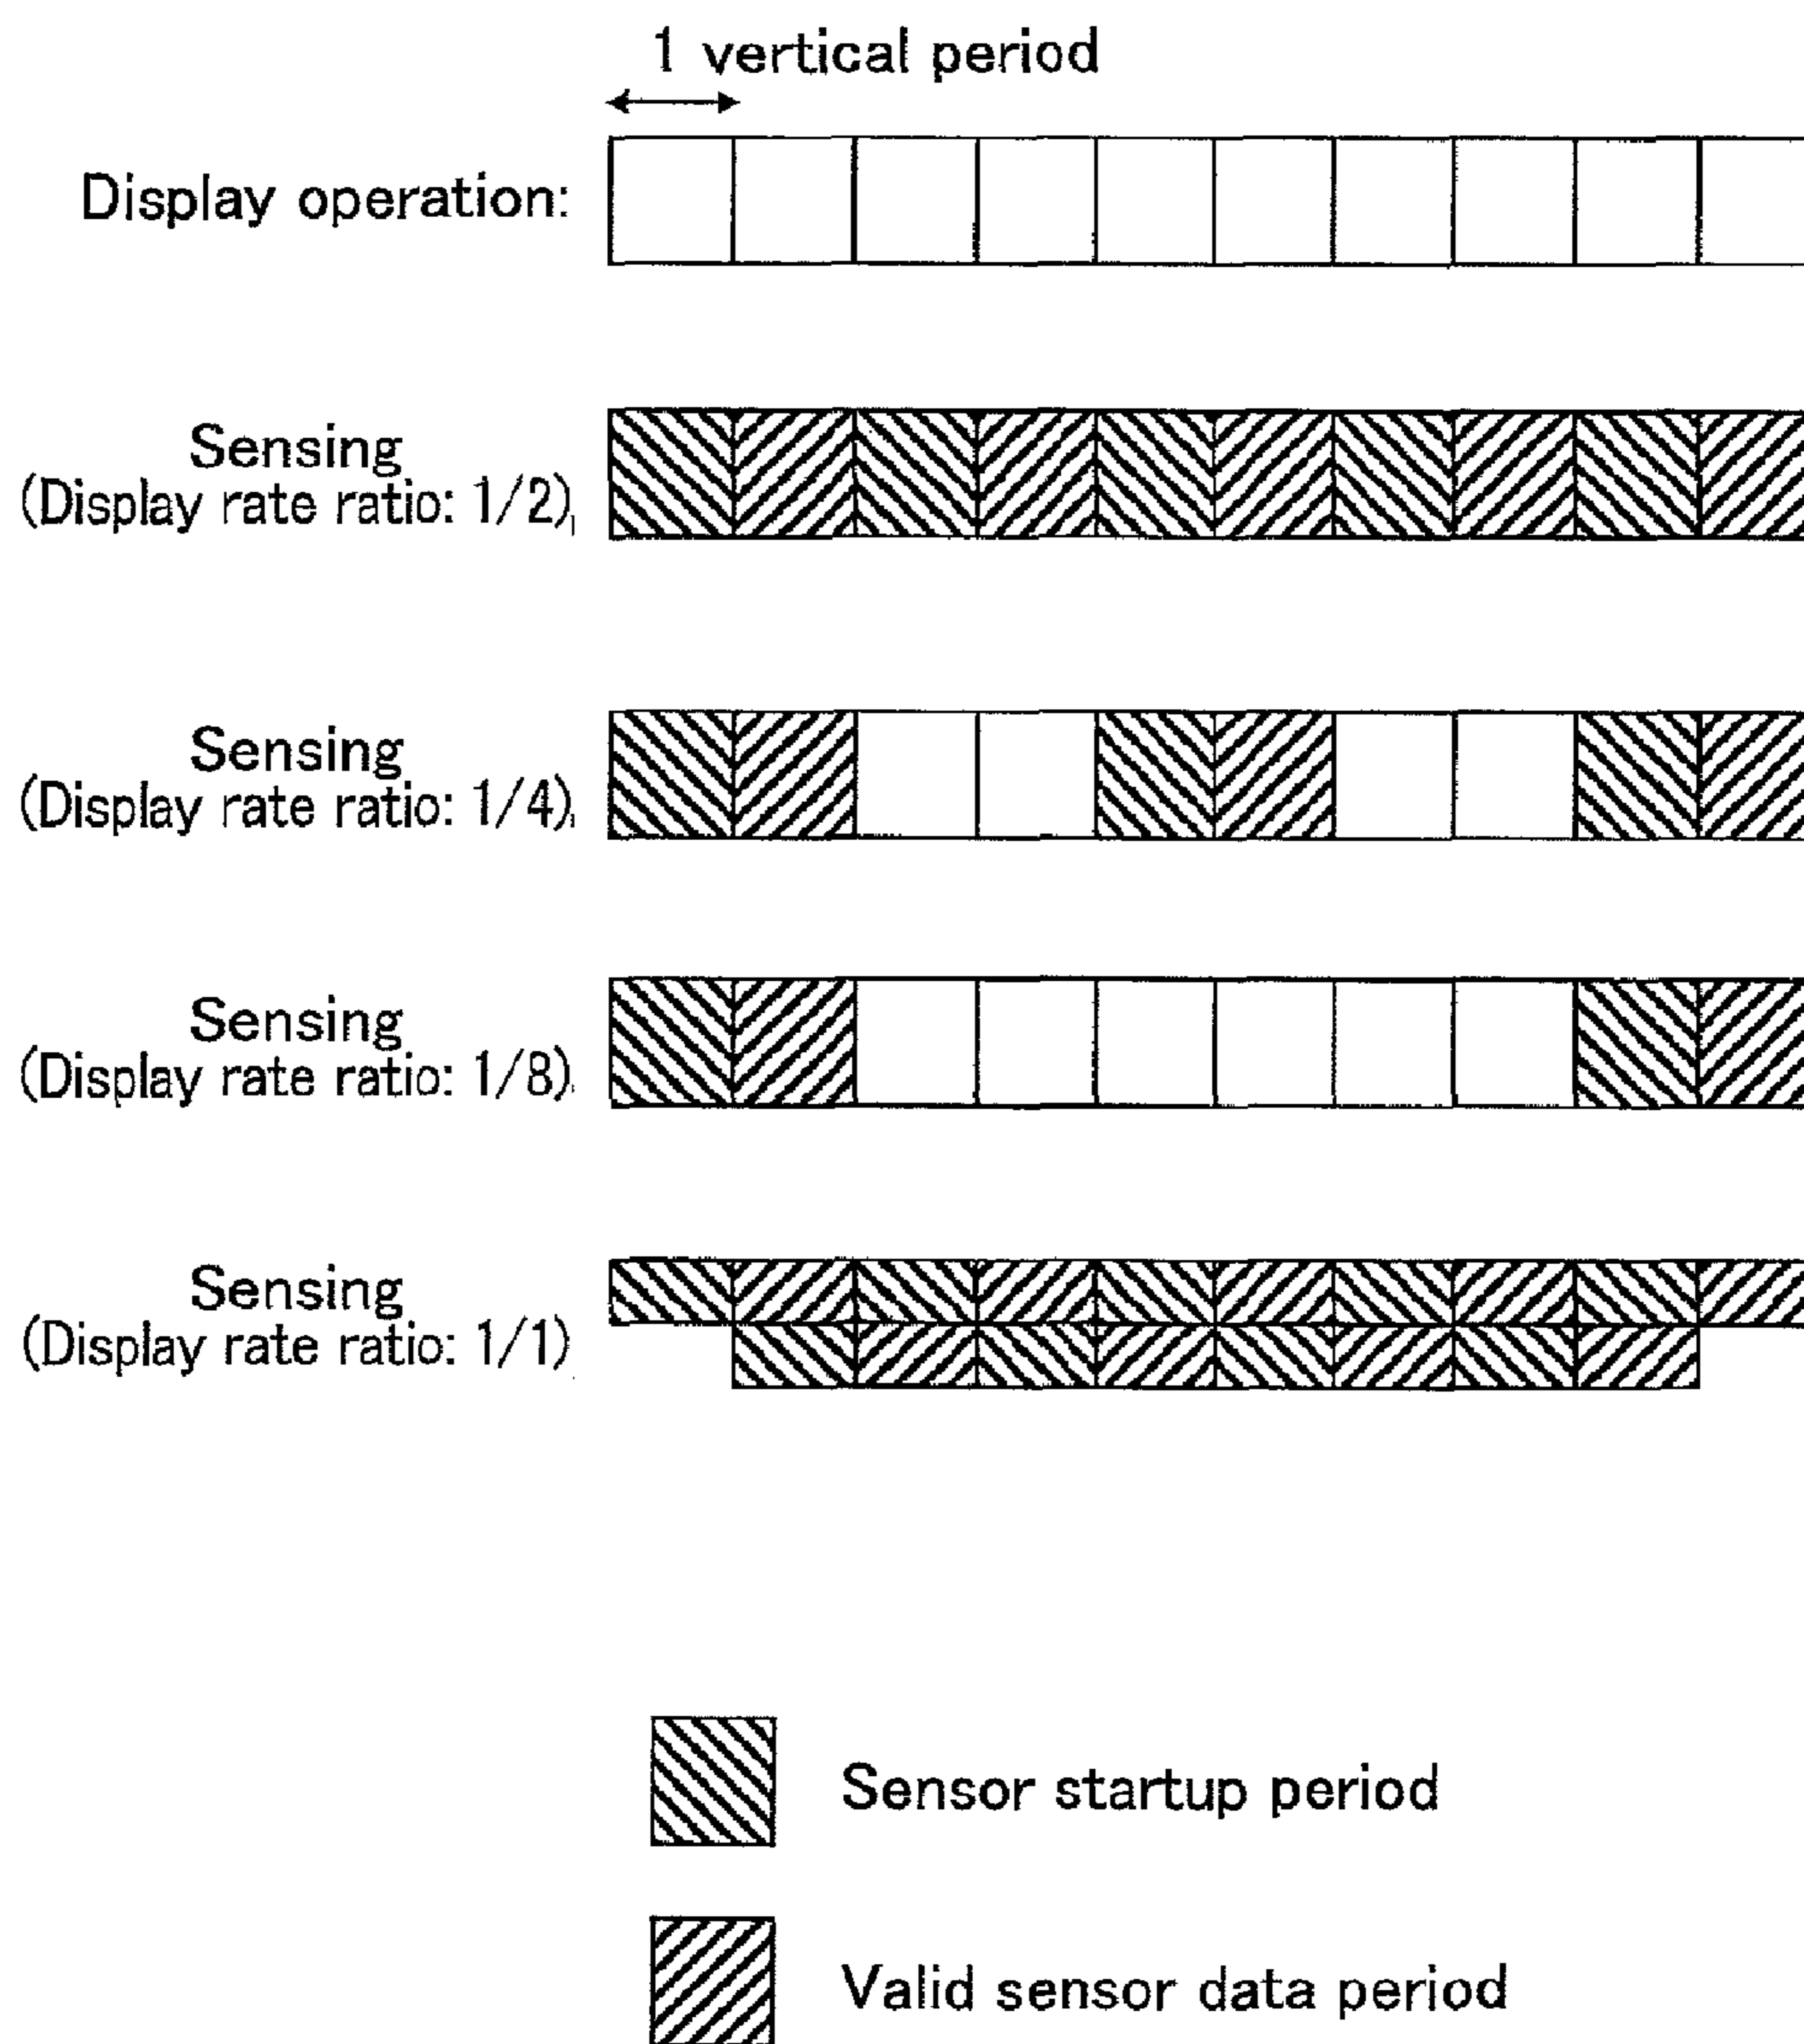 1 vertical period
Display operation:
Sensing
(Display rate ratio: 1/2)
Sensing
(Display rate ratio: 1/4)
Sensing
(Display rate ratio: 1/8)
Sensing
(Display rate ratio: 1/1)
Sensor startup period
Valid sensor data period